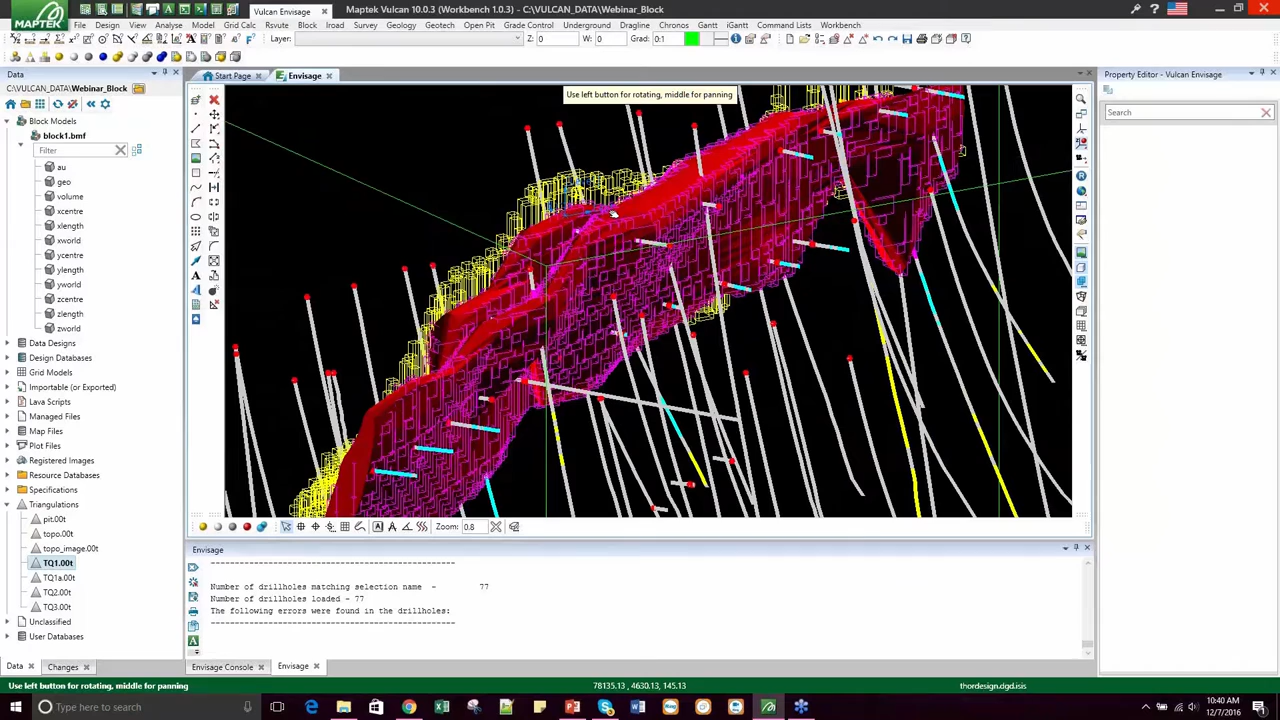 MAPTEK
Vulcan Envisage
Maptek Vulcan 10.0.3 (Workbench 1.0.3) - C:\VULCAN_DATA\Webinar_Block
File Design View Analyse Model Grid Calc Rsvute Block Iroad Survey Geology Geotech Open Pit Grade Control Underground Dragline Chronos Gantt iGantt Command Lists Workbench
Layer: Z: 0 W: 0 Grad: 0:1
Data
Start Page Envisage
Property Editor - Vulcan Envisage
C:\VULCAN_DATA\Webinar_Block
Use left button for rotating, middle for panning
Search
Block Models
block1.bmf
Filter
au
geo
volume
xcentre
xlength
xworld
ycentre
ylength
yworld
zcentre
zlength
zworld
Data Designs
Design Databases
Grid Models
Importable (or Exported)
Lava Scripts
Managed Files
Map Files
Plot Files
Registered Images
Resource Databases
Specifications
Triangulations
pit.00t
topo.00t
topo_image.00t
TQ1.00t
TQ1a.00t
TQ2.00t
TQ3.00t
Unclassified
User Databases
Zoom: 0.8
Envisage
Number of drillholes matching selection name - 77
Number of drillholes loaded - 77
The following errors were found in the drillholes:
Data Changes
Envisage Console Envisage
Use left button for rotating, middle for panning
78135.13 , 4630.13, 145.13
thordesign.dgd.isis
Type here to search
10:40 AM
12/7/2016